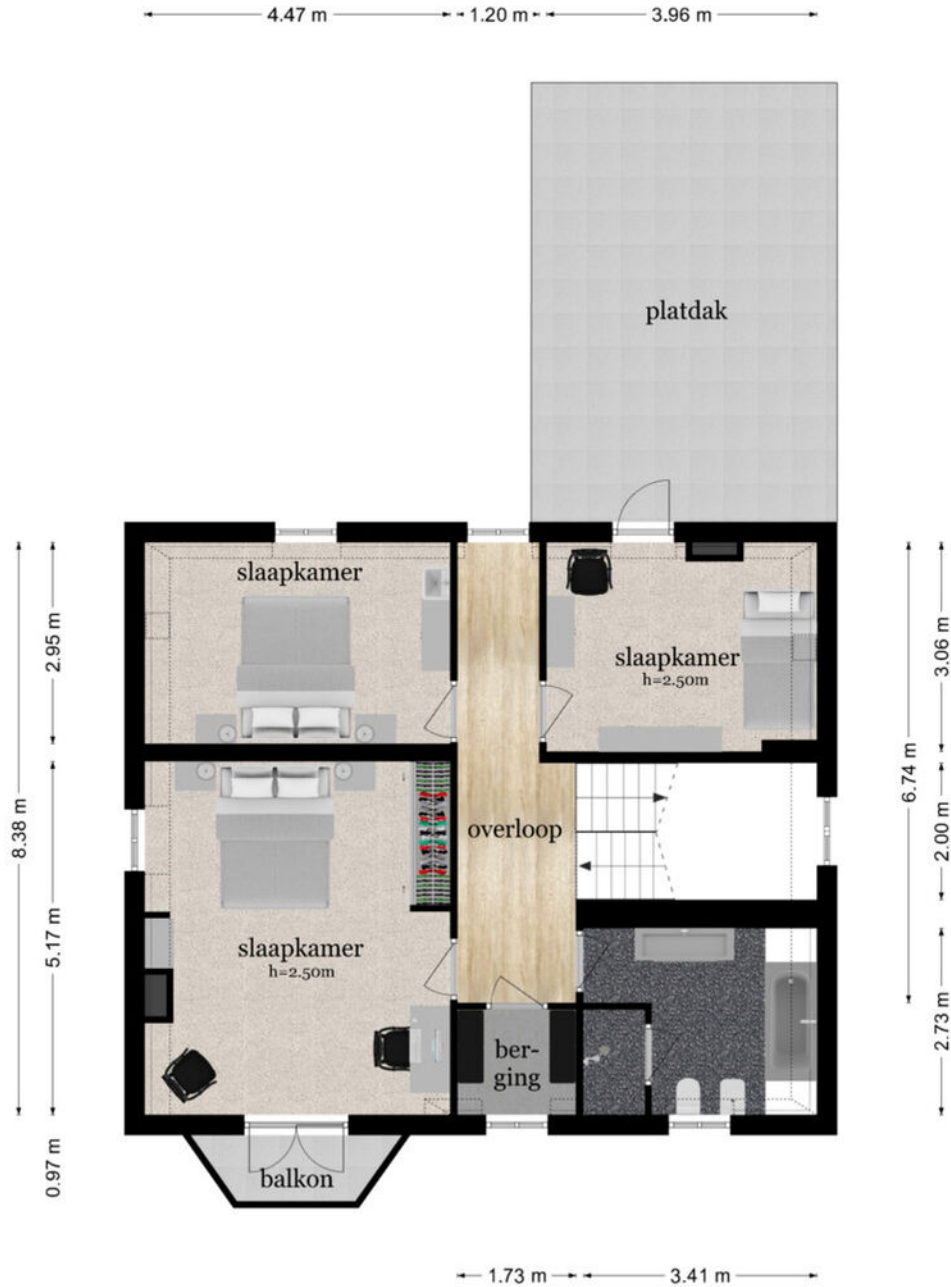 4.47 m
1.20 m
3.96 m
platdak
slaapkamer
slaapkamer
h=2.50m
2.95 m
3.06 m
8.38 m
6.74 m
overloop
2.00 m
5.17 m
slaapkamer
h=2.50m
2.73 m
ber-
ging
0.97 m
balkon
1.73 m
3.41 m